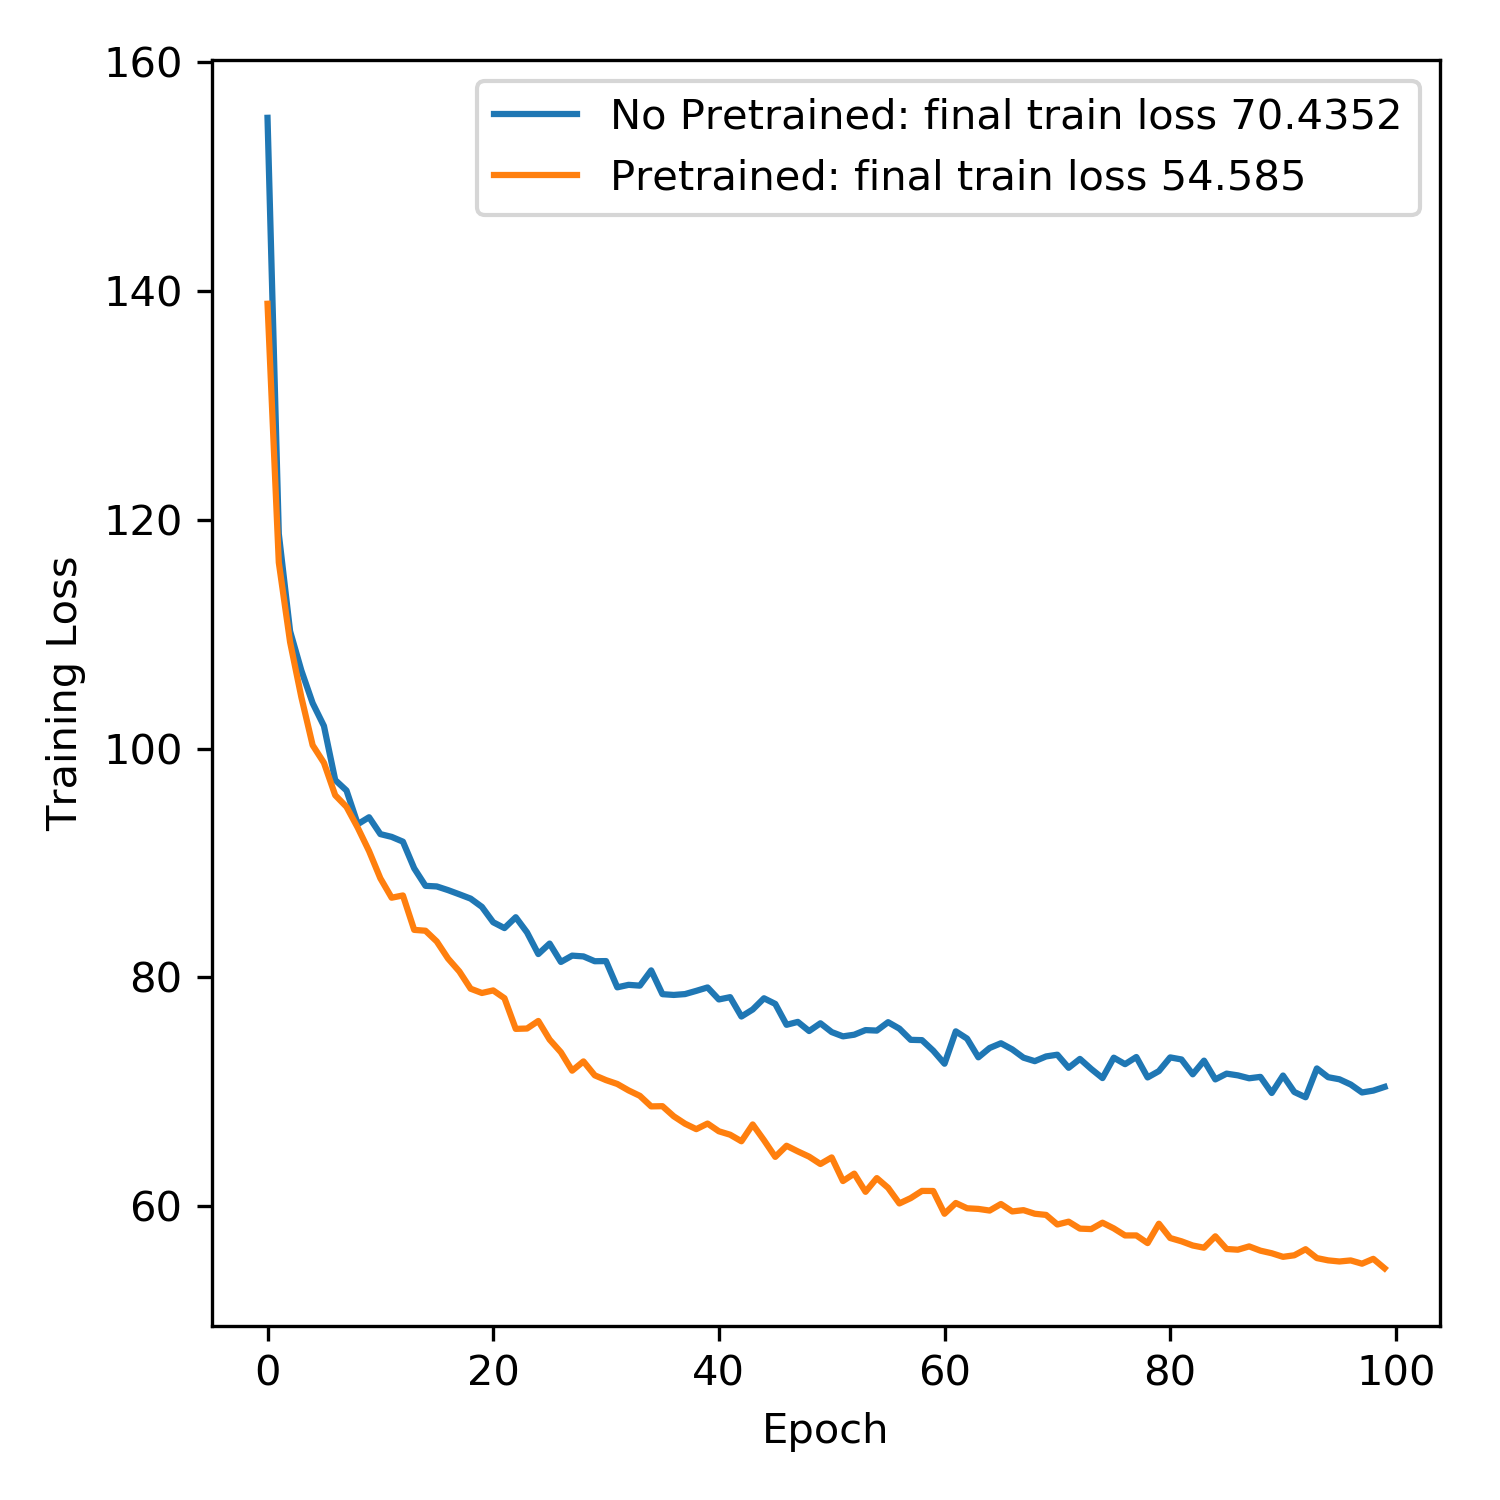 No Pretrained: final train loss 70.4352
Pretrained: final train loss 54.585
160
140
120
100
80
60
Training Loss
0 20 40 60 80 100
Epoch